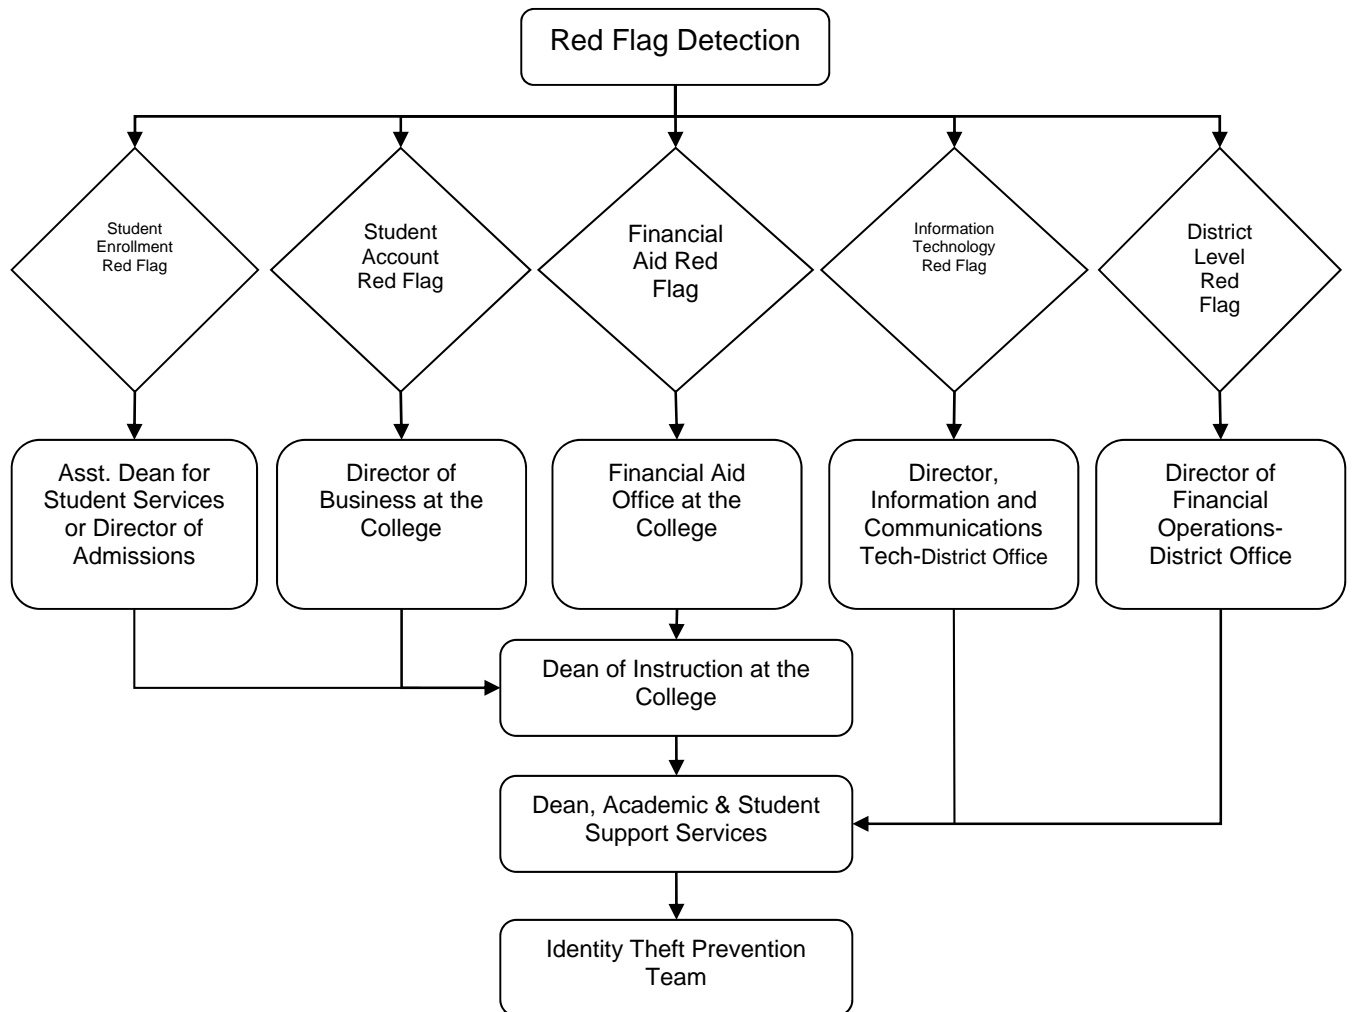 Red Flag Detection
Student
Enrollment
Red Flag
Student
Account
Red Flag
Financial
Aid Red
Flag
Information
Technology
Red Flag
District
Level
Red
Flag
Asst. Dean for
Student Services
or Director of
Admissions
Director of
Business at the
College
Financial Aid
Office at the
College
Director,
Information and
Communications
Tech-District Office
Director of
Financial
Operations-
District Office
Dean of Instruction at the
College
Dean, Academic & Student
Support Services
Identity Theft Prevention
Team